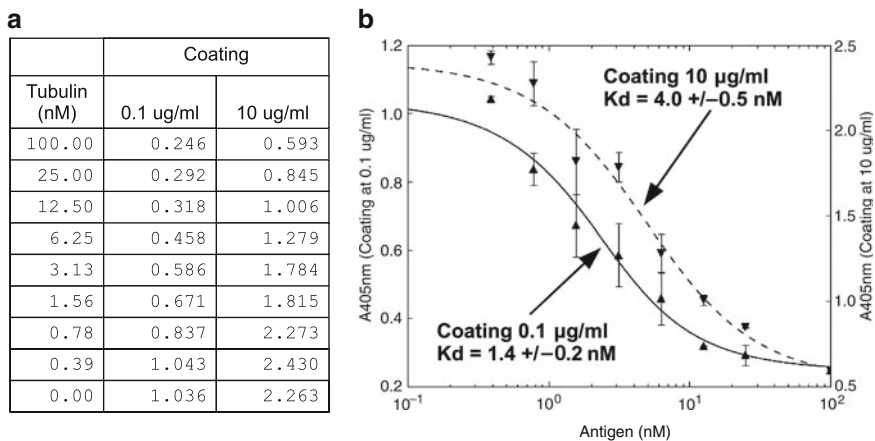 a
Coating
Tubulin (nM) 0.1 ug/ml 10 ug/ml
100.00 0.246 0.593
25.00 0.292 0.845
12.50 0.318 1.006
6.25 0.458 1.279
3.13 0.586 1.784
1.56 0.671 1.815
0.78 0.837 2.273
0.39 1.043 2.430
0.00 1.036 2.263
b
A405nm (Coating at 0.1 ug/ml)
1.2
1.0
0.8
0.6
0.4
0.2
Coating 10 µg/ml
Kd = 4.0 +/−0.5 nM
Coating 0.1 µg/ml
Kd = 1.4 +/−0.2 nM
2.5
2.0
1.5
1.0
0.5
A405nm (Coating at 10 ug/ml)
10⁻¹ 10⁰ 10¹ 10²
Antigen (nM)